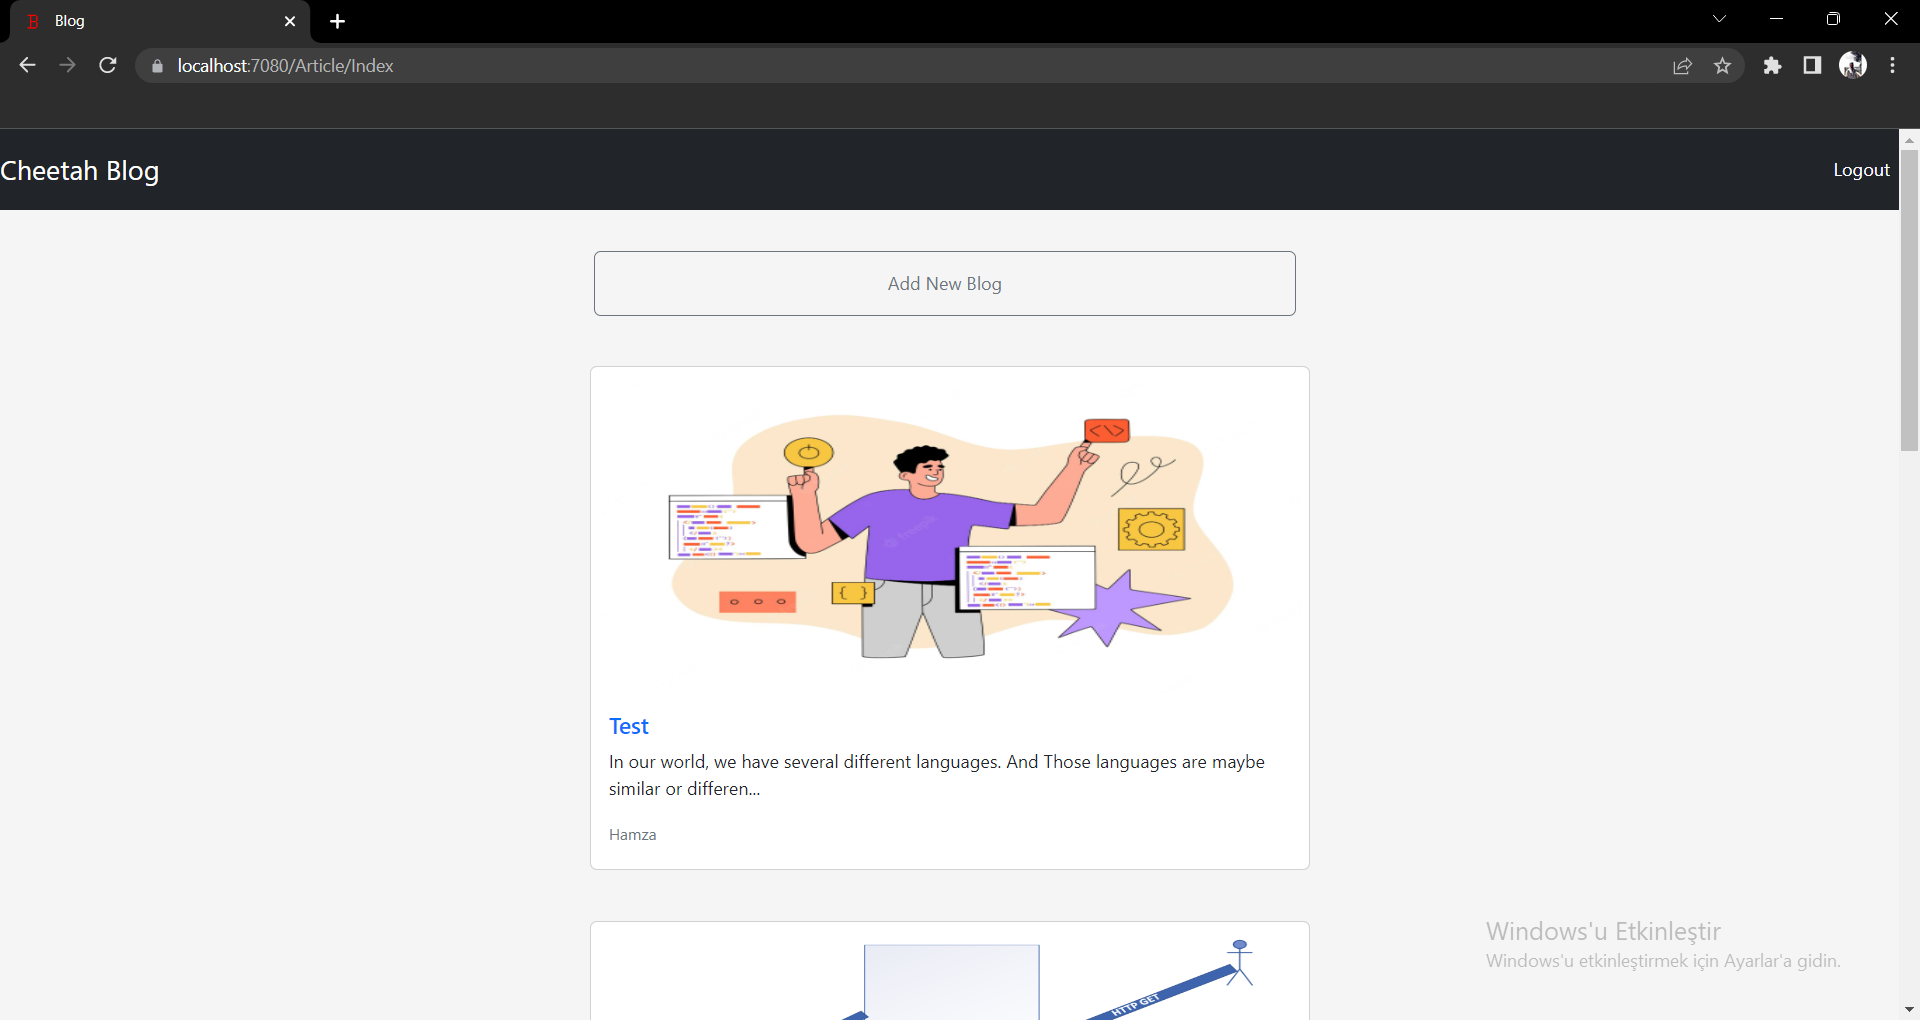 Blog
localhost:7080/Article/Index
Cheetah Blog
Logout
Add New Blog
<\>
{ }
Test
In our world, we have several different languages. And Those languages are maybe
similar or differen...
Hamza
HTTP GET
Windows'u Etkinleştir
Windows'u etkinleştirmek için Ayarlar'a gidin.